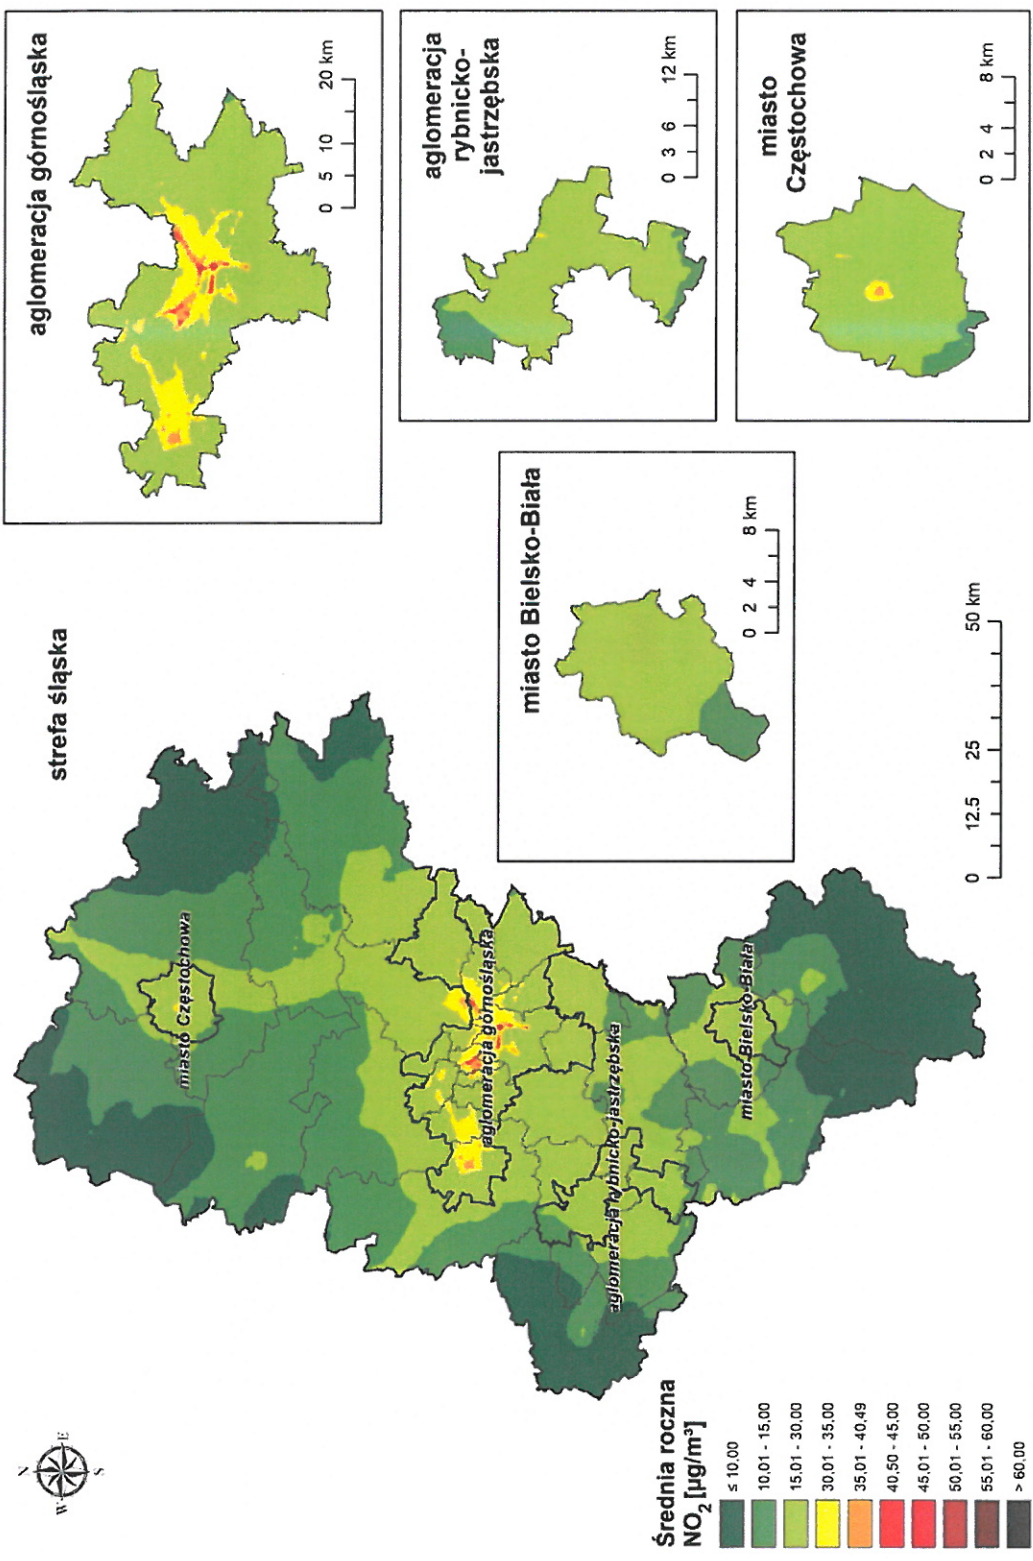 strefa śląska
aglomeracja górnośląska
0 5 10 20 km
aglomeracja
rybnicko-
jastrzębska
0 3 6 12 km
miasto
Częstochowa
0 2 4 8 km
miasto Bielsko-Biała
0 2 4 8 km
miasto Częstochowa
aglomeracja górnośląska
aglomeracja rybnicko-jastrzębska
miasto Bielsko-Biała
0 12.5 25 50 km
N
W E
S
Średnia roczna
NO2 [µg/m³]
≤ 10,00
10,01 - 15,00
15,01 - 30,00
30,01 - 35,00
35,01 - 40,49
40,50 - 45,00
45,01 - 50,00
50,01 - 55,00
55,01 - 60,00
> 60,00